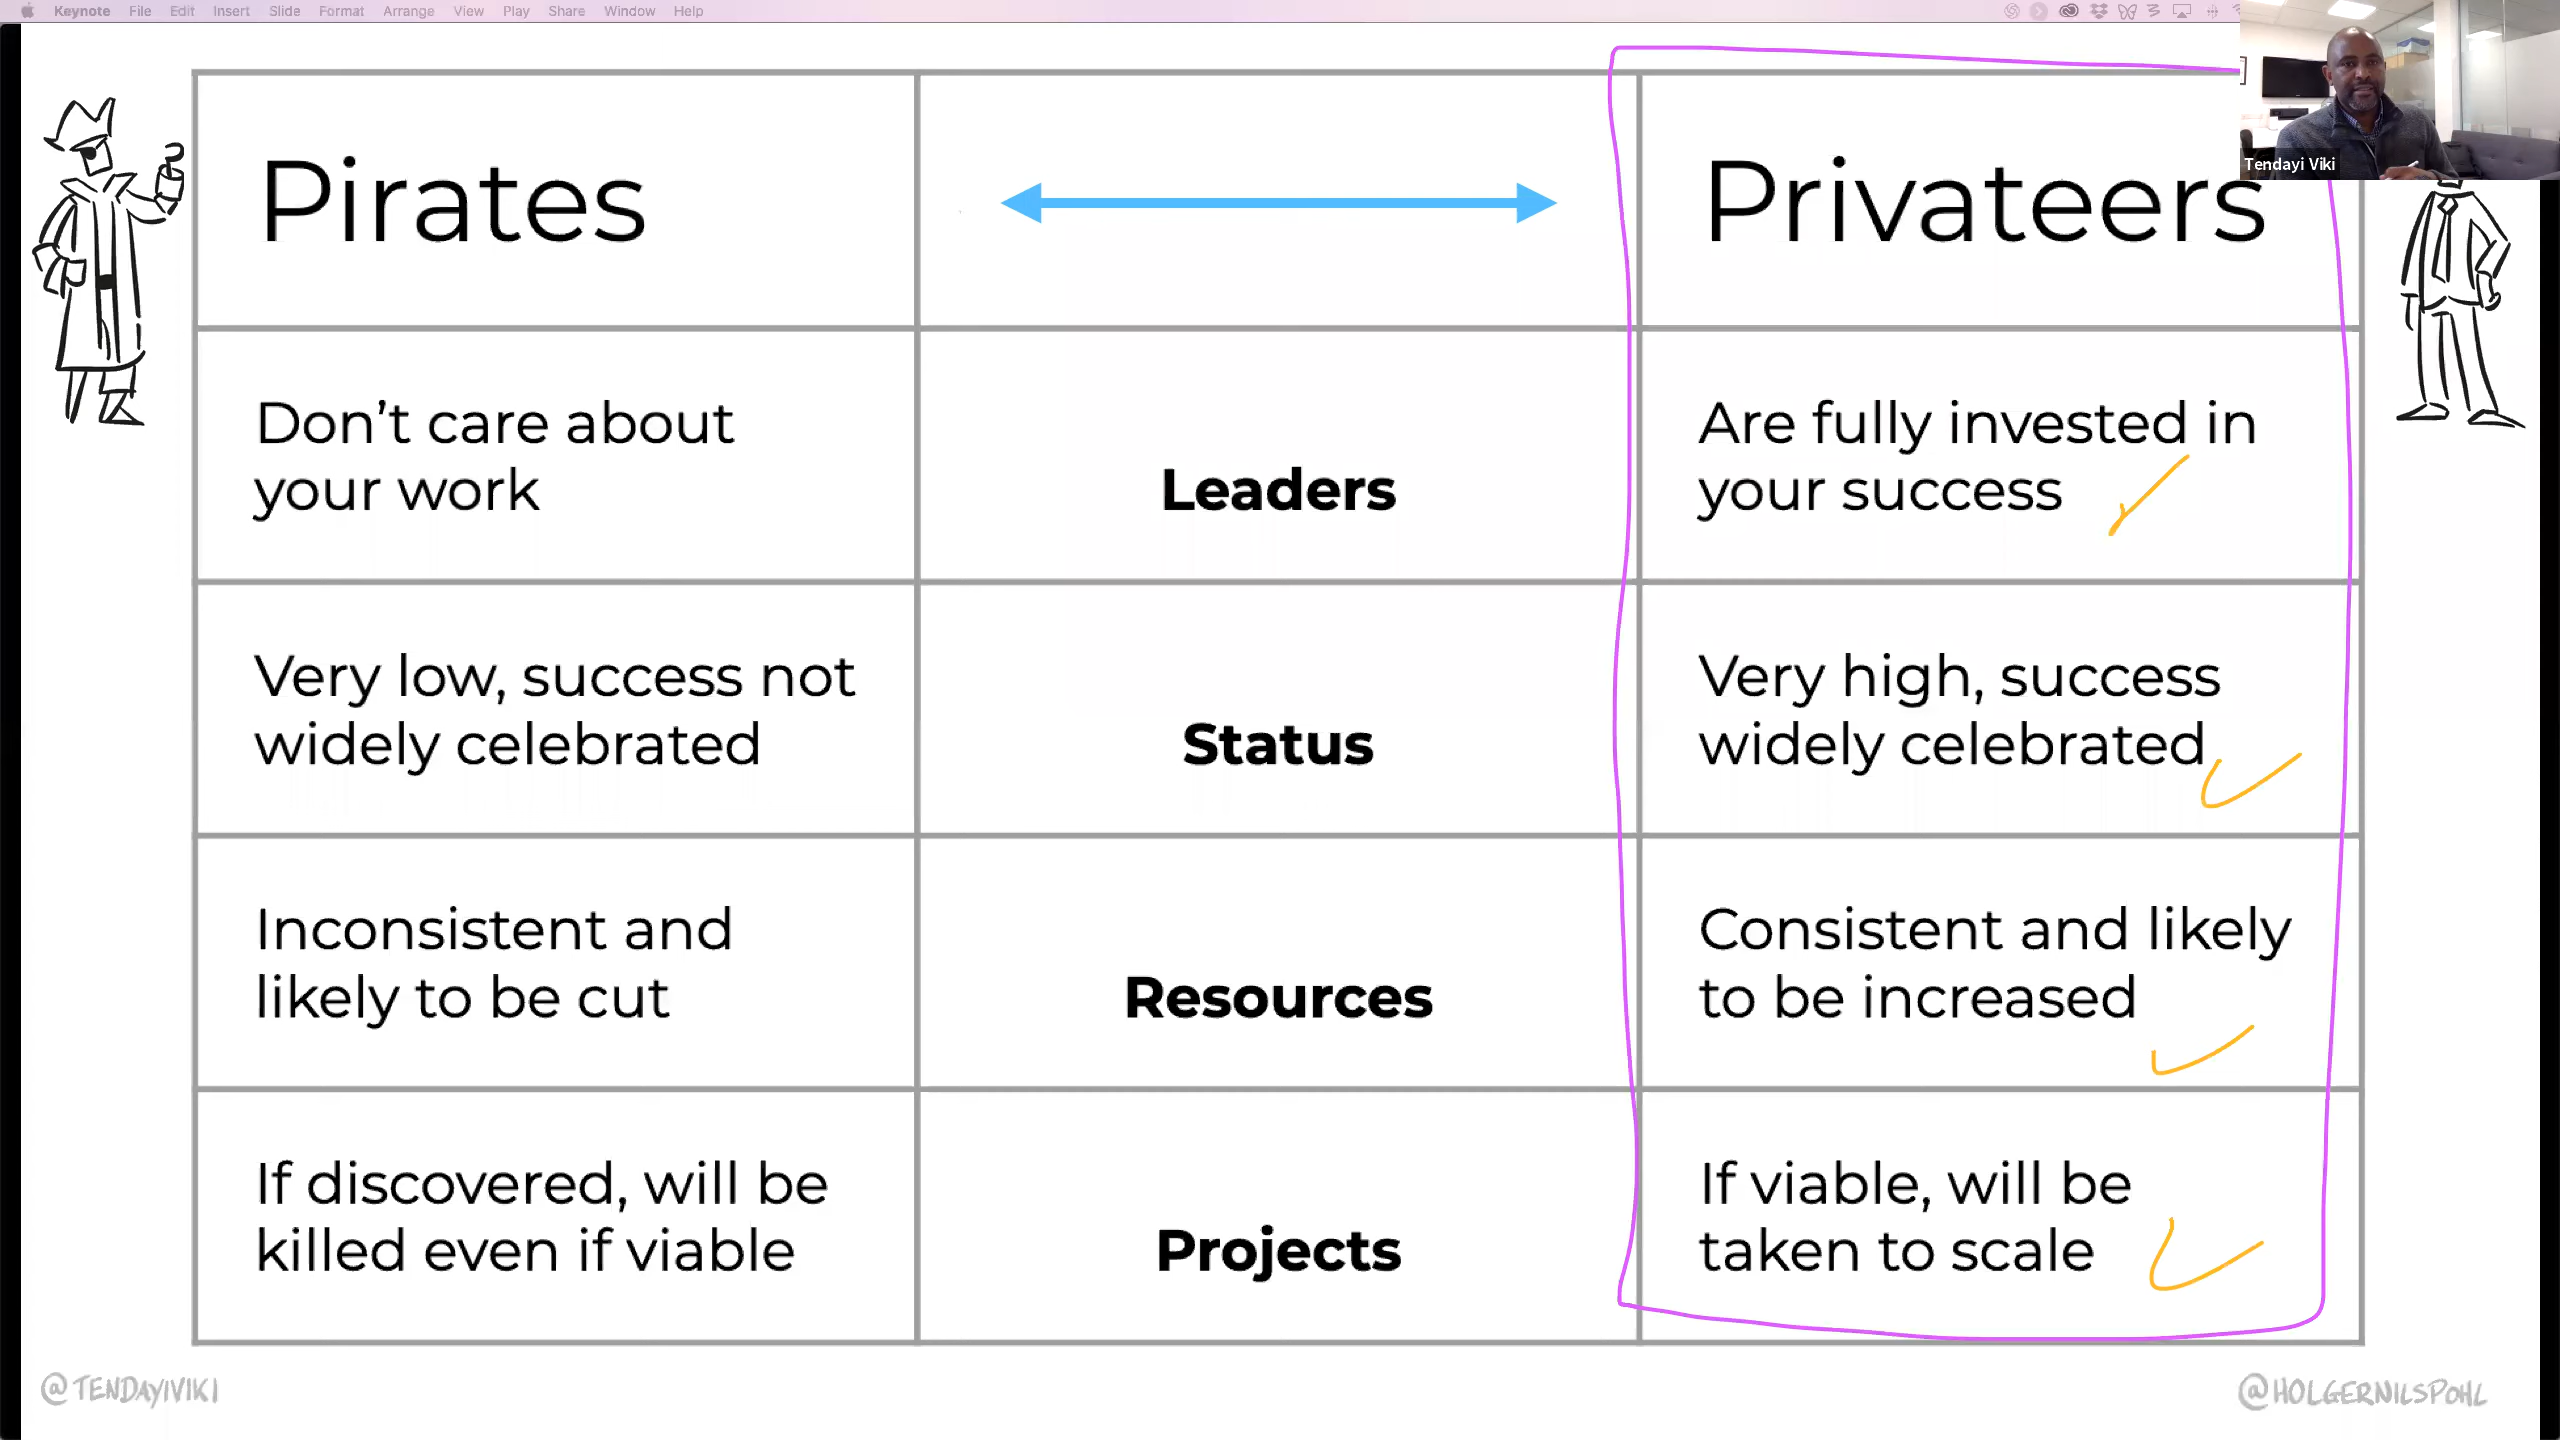 Keynote File Edit Insert Slide Format Arrange View Play Share Window Help
Tendayi Viki
Pirates
Privateers
Don’t care about
your work
Leaders
Are fully invested in
your success
Very low, success not
widely celebrated
Status
Very high, success
widely celebrated
Inconsistent and
likely to be cut
Resources
Consistent and likely
to be increased
If discovered, will be
killed even if viable
Projects
If viable, will be
taken to scale
@TENDAYIVIKI
@HOLGERNILSPOHL